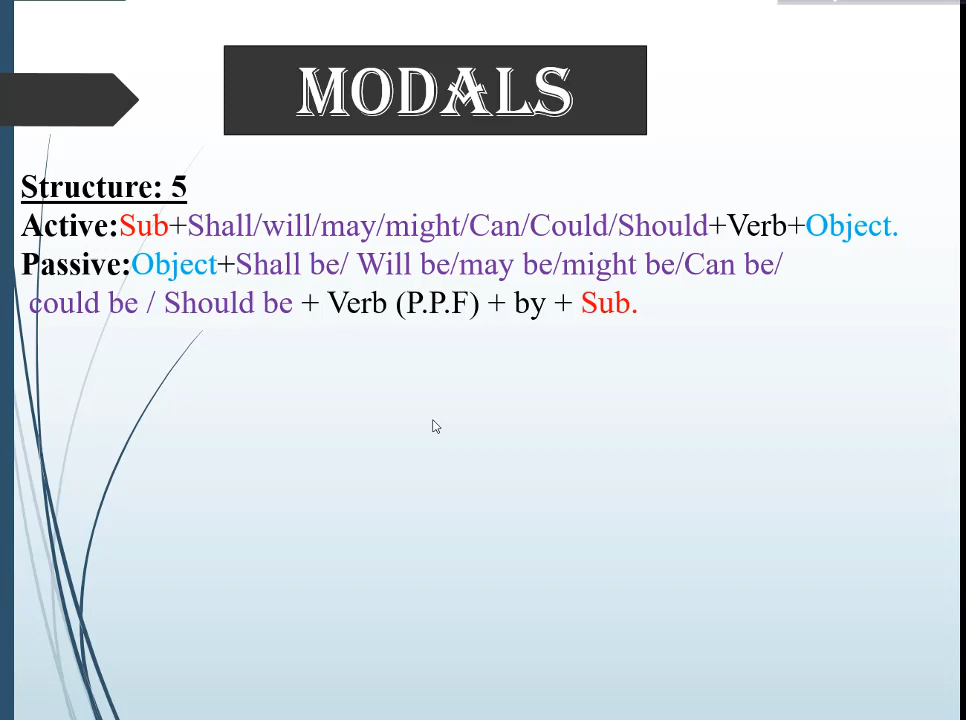 MODALS
Structure: 5
Active:Sub+Shall/will/may/might/Can/Could/Should+Verb+Object.
Passive:Object+Shall be/ Will be/may be/might be/Can be/
could be / Should be + Verb (P.P.F) + by + Sub.